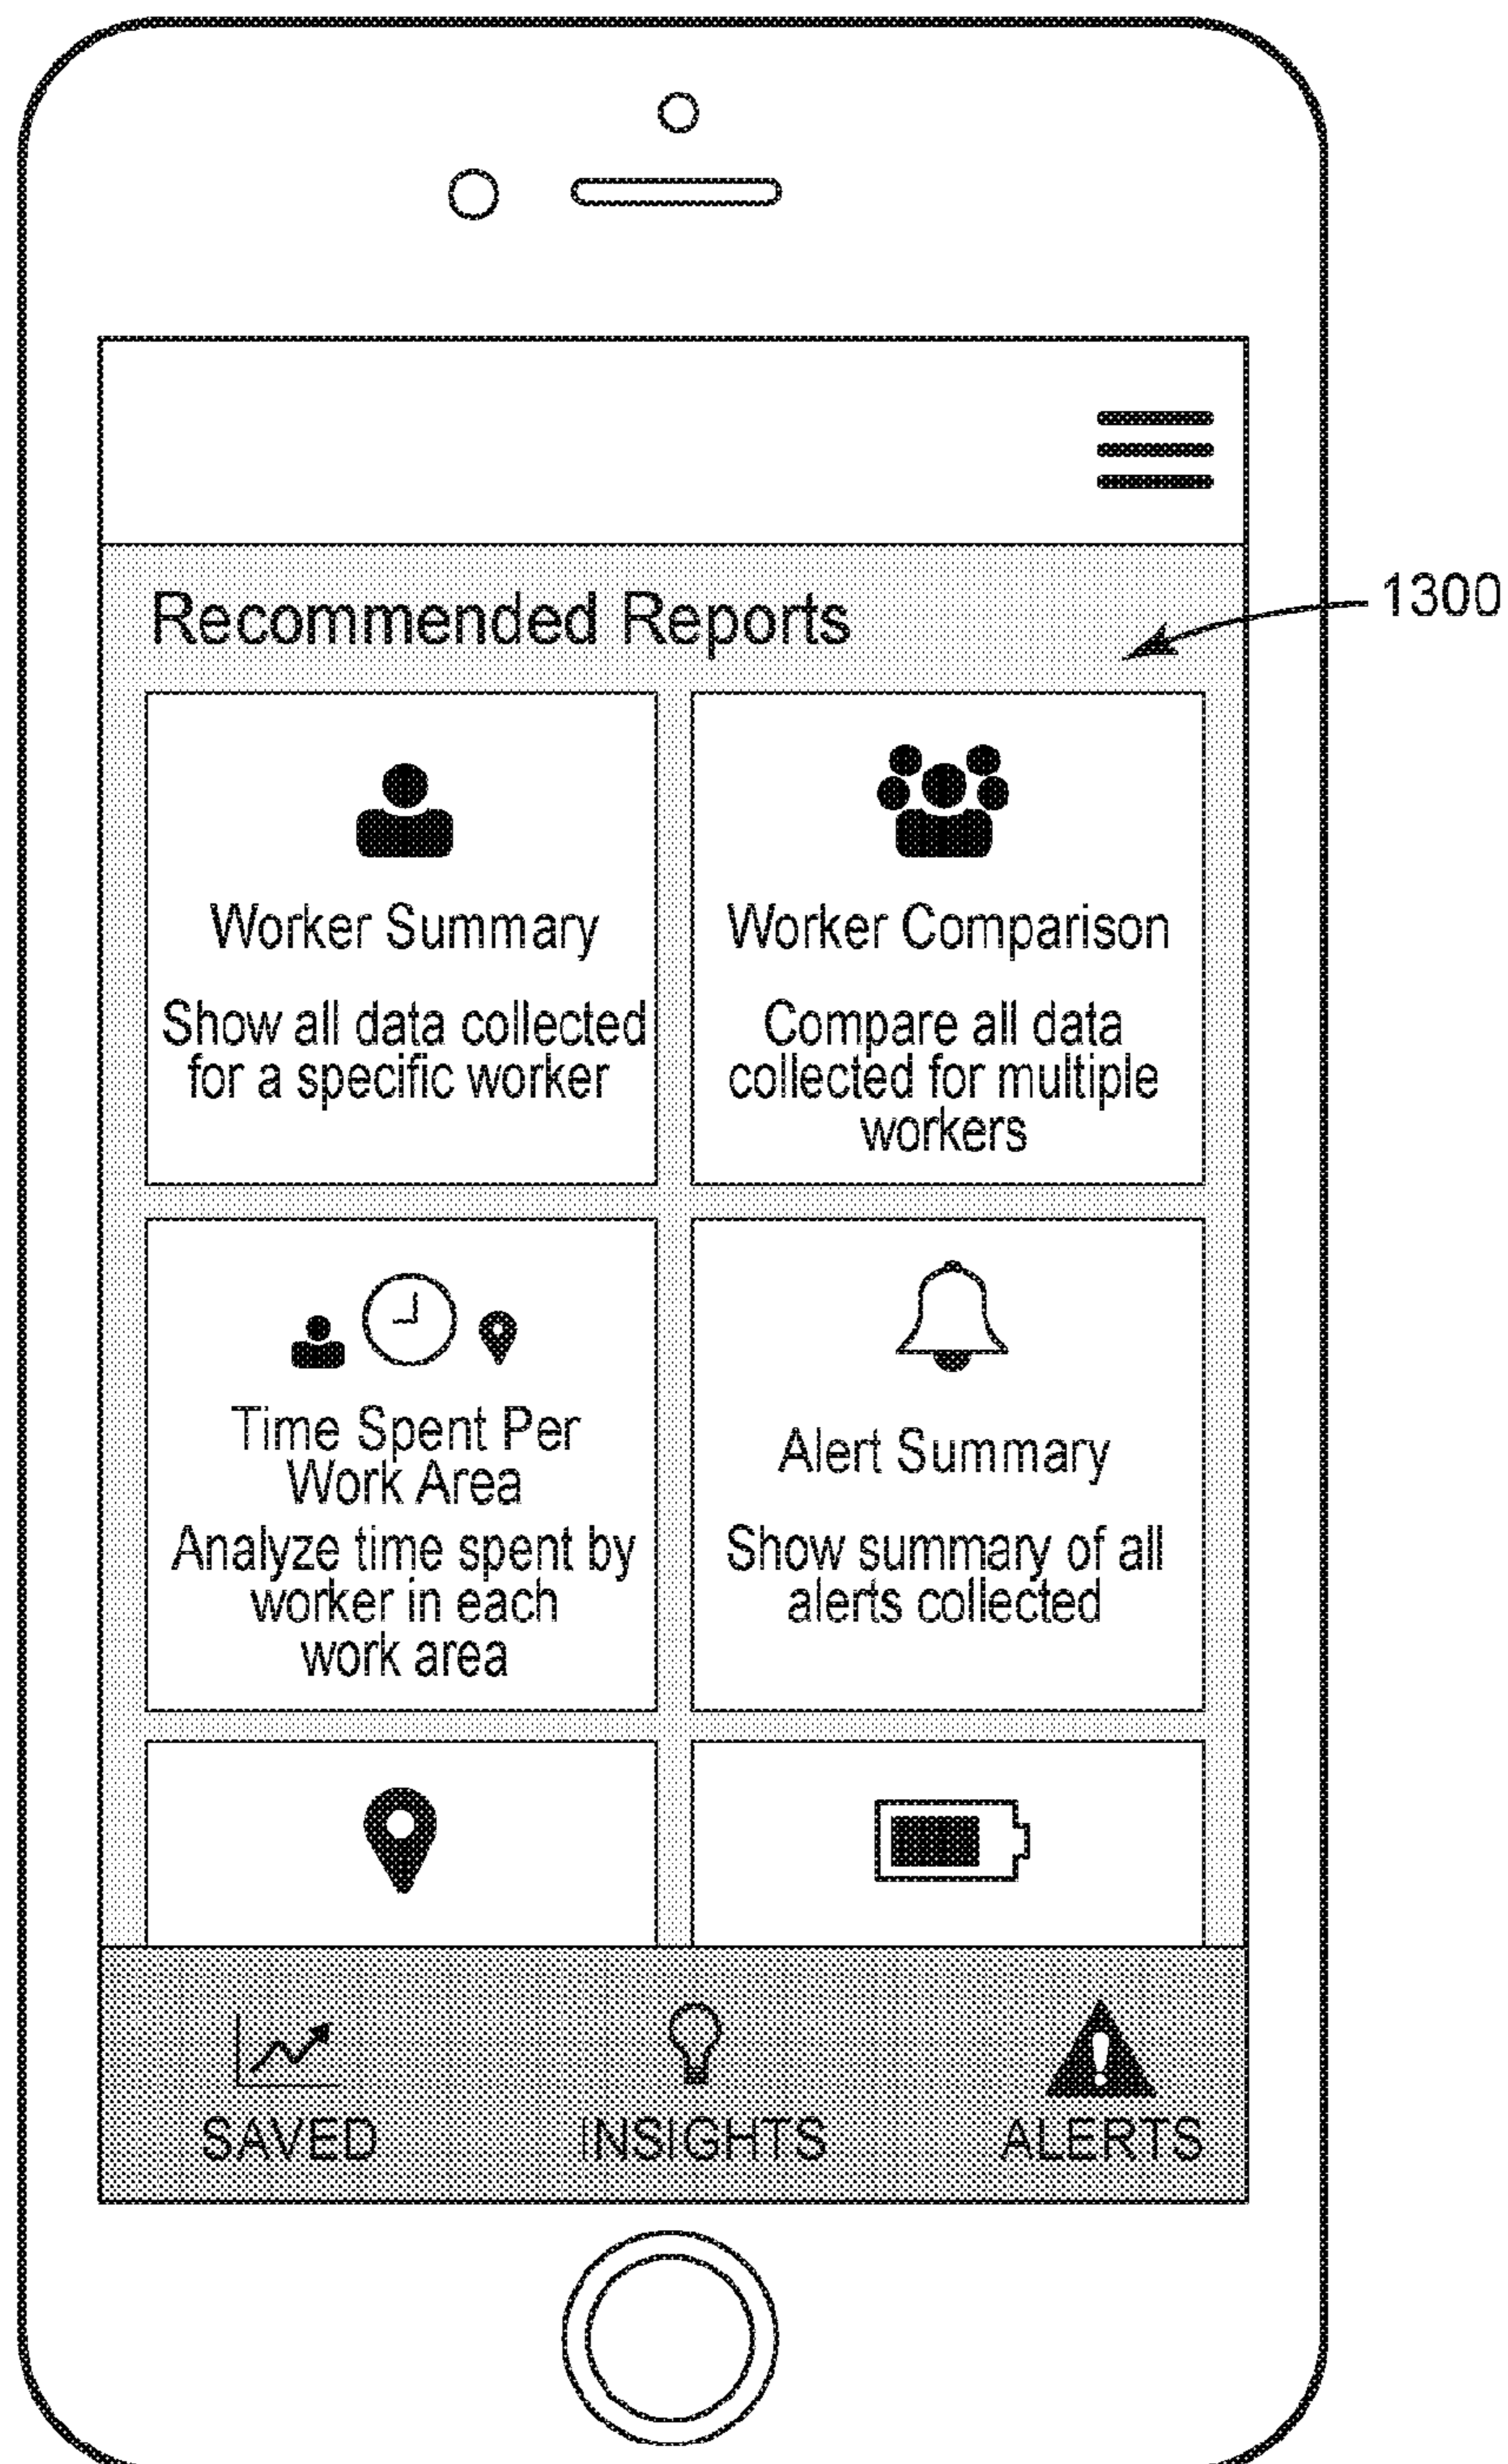 Recommended Reports
1300
Worker Summary
Show all data collected
for a specific worker
Worker Comparison
Compare all data
collected for multiple
workers
Time Spent Per
Work Area
Analyze time spent by
worker in each
work area
Alert Summary
Show summary of all
alerts collected
SAVED
INSIGHTS
ALERTS